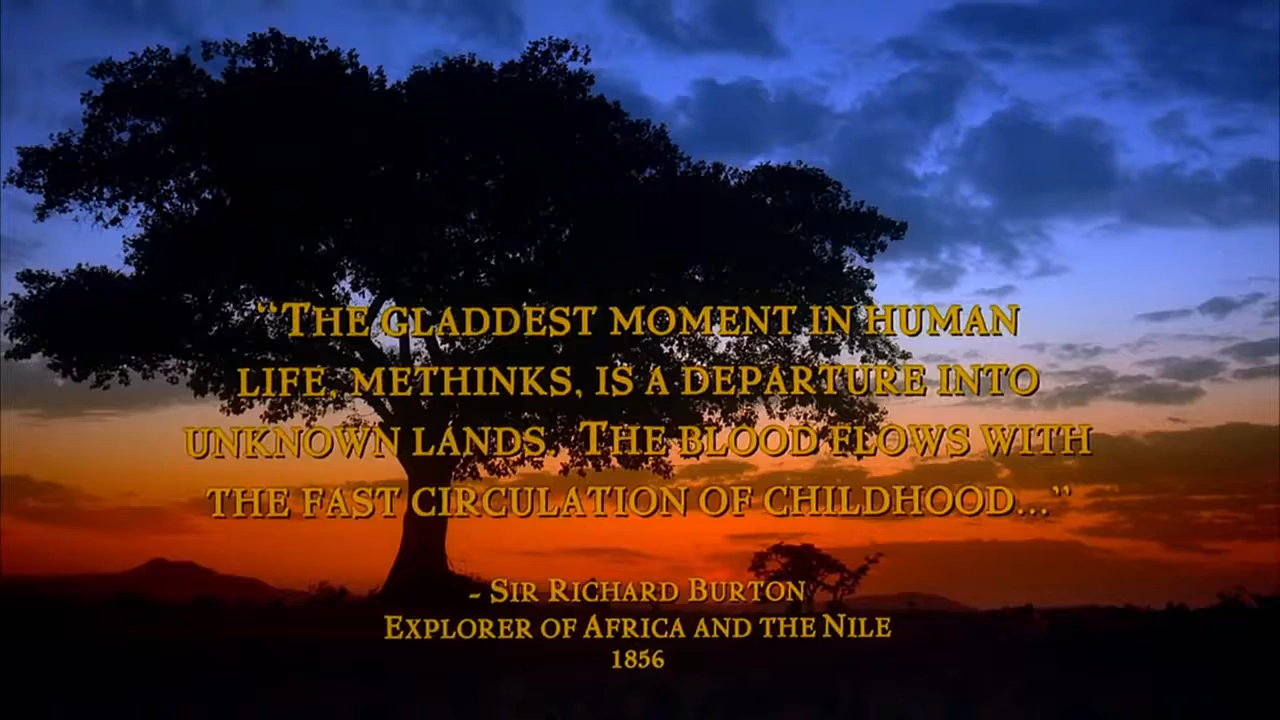 “THE GLADDEST MOMENT IN HUMAN
LIFE, METHINKS, IS A DEPARTURE INTO
UNKNOWN LANDS. THE BLOOD FLOWS WITH
THE FAST CIRCULATION OF CHILDHOOD...”
- SIR RICHARD BURTON
EXPLORER OF AFRICA AND THE NILE
1856